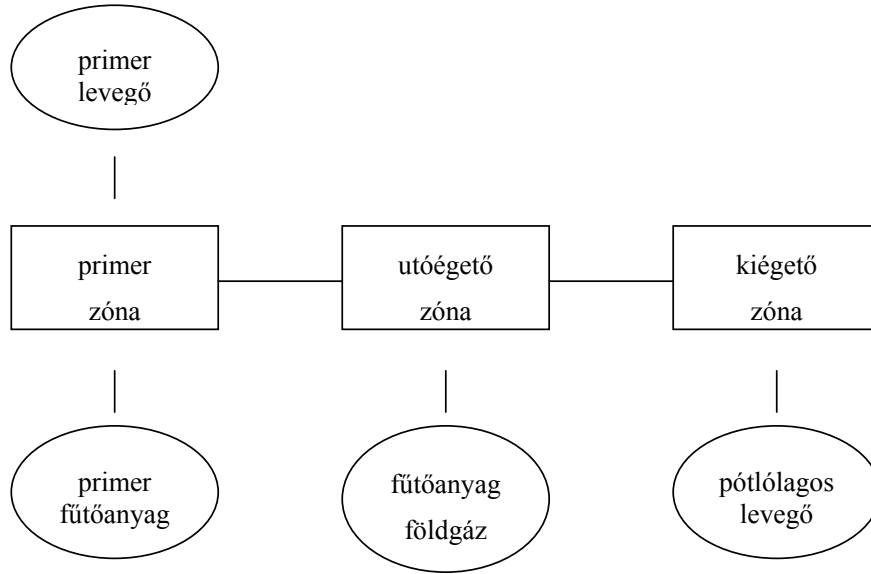 primer
levegő
primer
zóna
utóégető
zóna
kiégető
zóna
primer
fűtőanyag
fűtőanyag
földgáz
pótlólagos
levegő